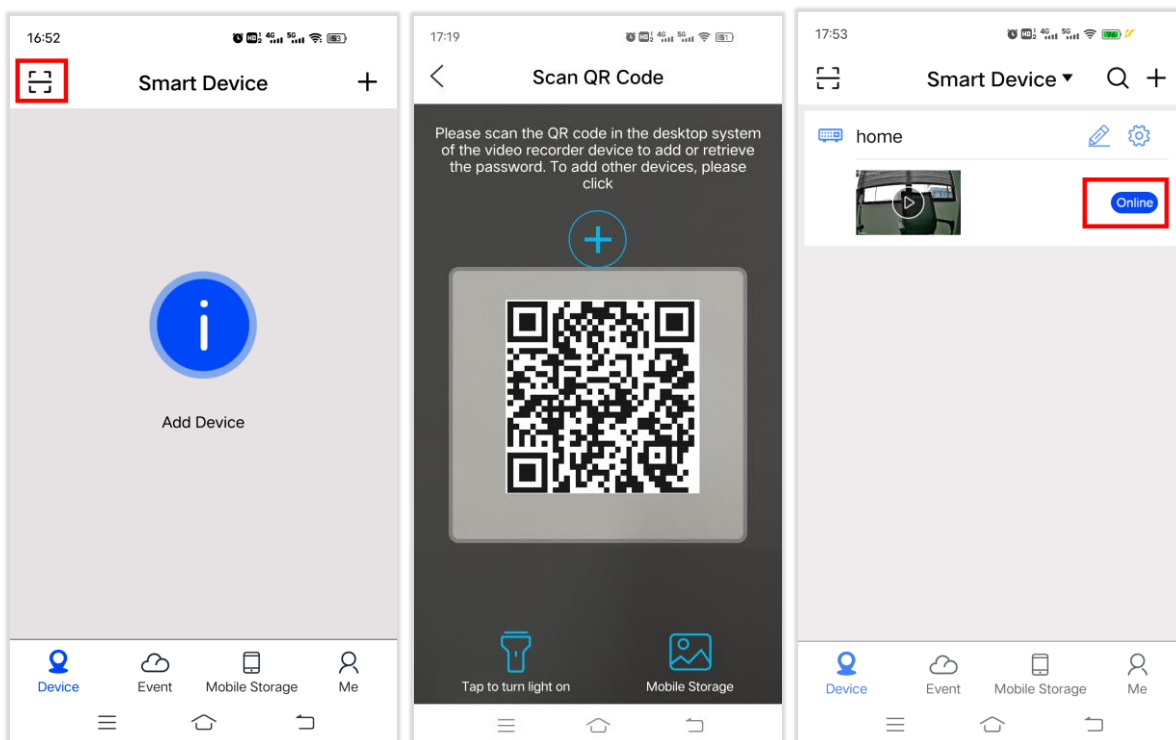 16:52
Smart Device
Add Device
Device
Event
Mobile Storage
Me
17:19
Scan QR Code
Please scan the QR code in the desktop system
of the video recorder device to add or retrieve
the password. To add other devices, please
click
Tap to turn light on
Mobile Storage
17:53
Smart Device
home
Online
Device
Event
Mobile Storage
Me